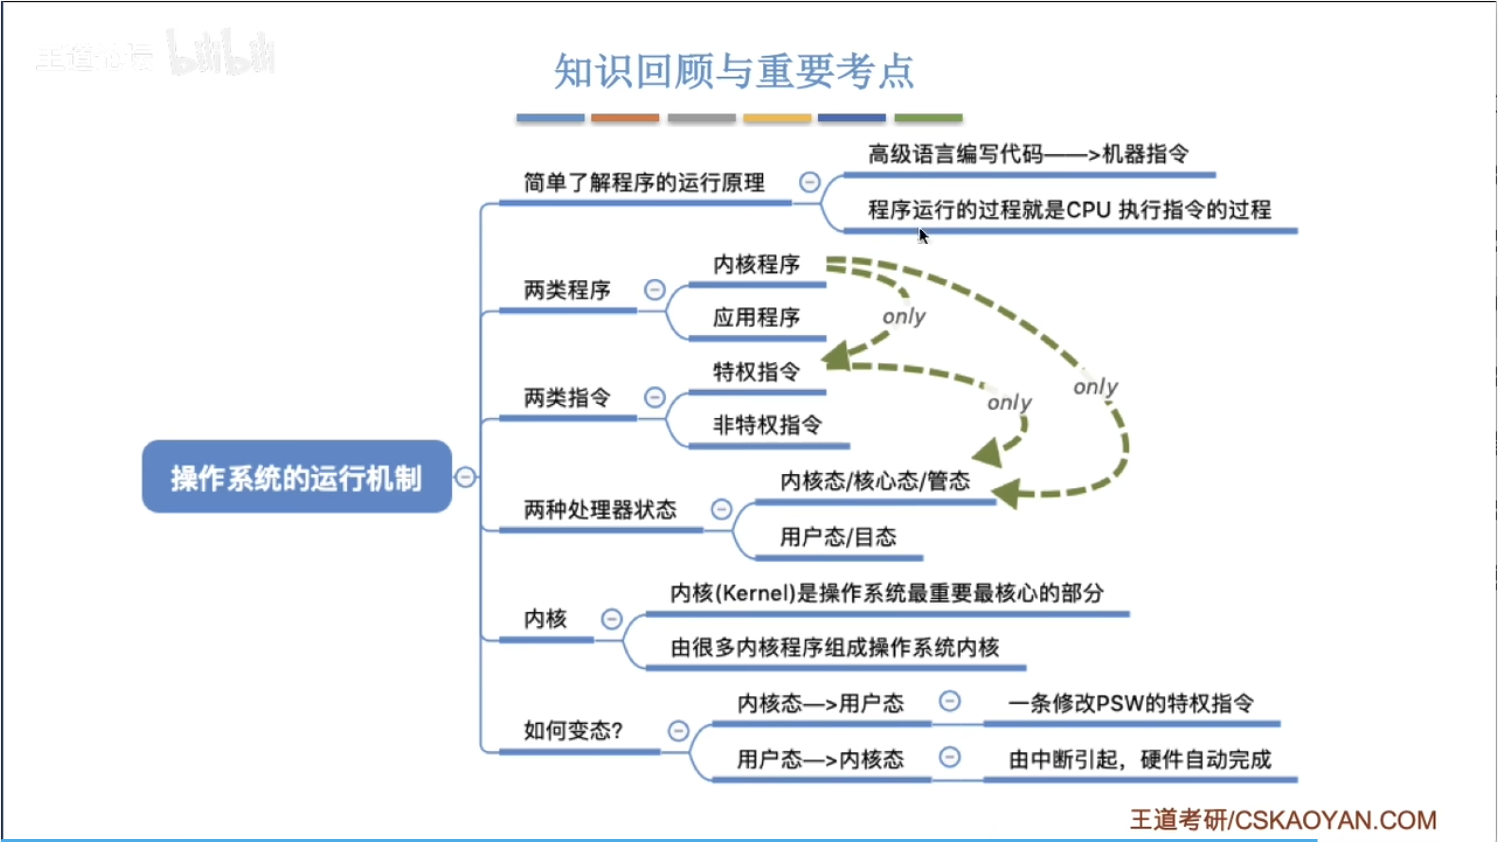 王道论坛 bilibili
知识回顾与重要考点
高级语言编写代码——>机器指令
简单了解程序的运行原理
程序运行的过程就是CPU 执行指令的过程
内核程序
两类程序
应用程序
only
特权指令
两类指令
only
only
非特权指令
操作系统的运行机制
内核态/核心态/管态
两种处理器状态
用户态/目态
内核(Kernel)是操作系统最重要最核心的部分
内核
由很多内核程序组成操作系统内核
内核态—>用户态
一条修改PSW的特权指令
如何变态?
用户态—>内核态
由中断引起，硬件自动完成
王道考研/CSKAOYAN.COM